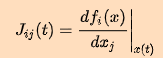 J_{ij}(t) = \frac{df_i(x)}{dx_j}\bigg|_{x(t)}